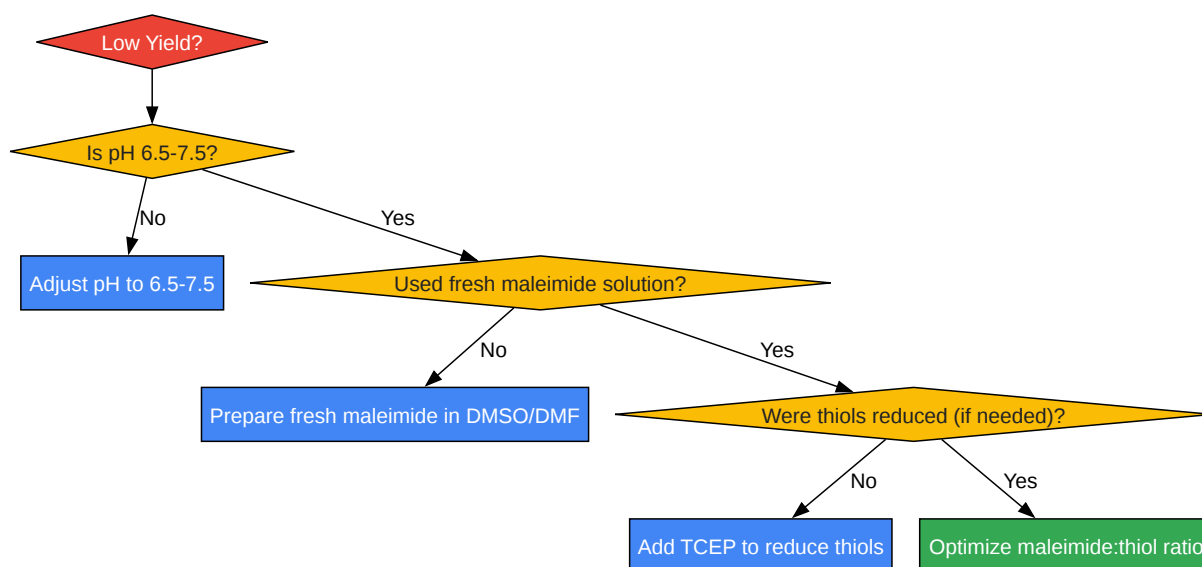 Low Yield?
Is pH 6.5-7.5?
No
Yes
Adjust pH to 6.5-7.5
Used fresh maleimide solution?
No
Yes
Prepare fresh maleimide in DMSO/DMF
Were thiols reduced (if needed)?
No
Yes
Add TCEP to reduce thiols
Optimize maleimide:thiol ratio